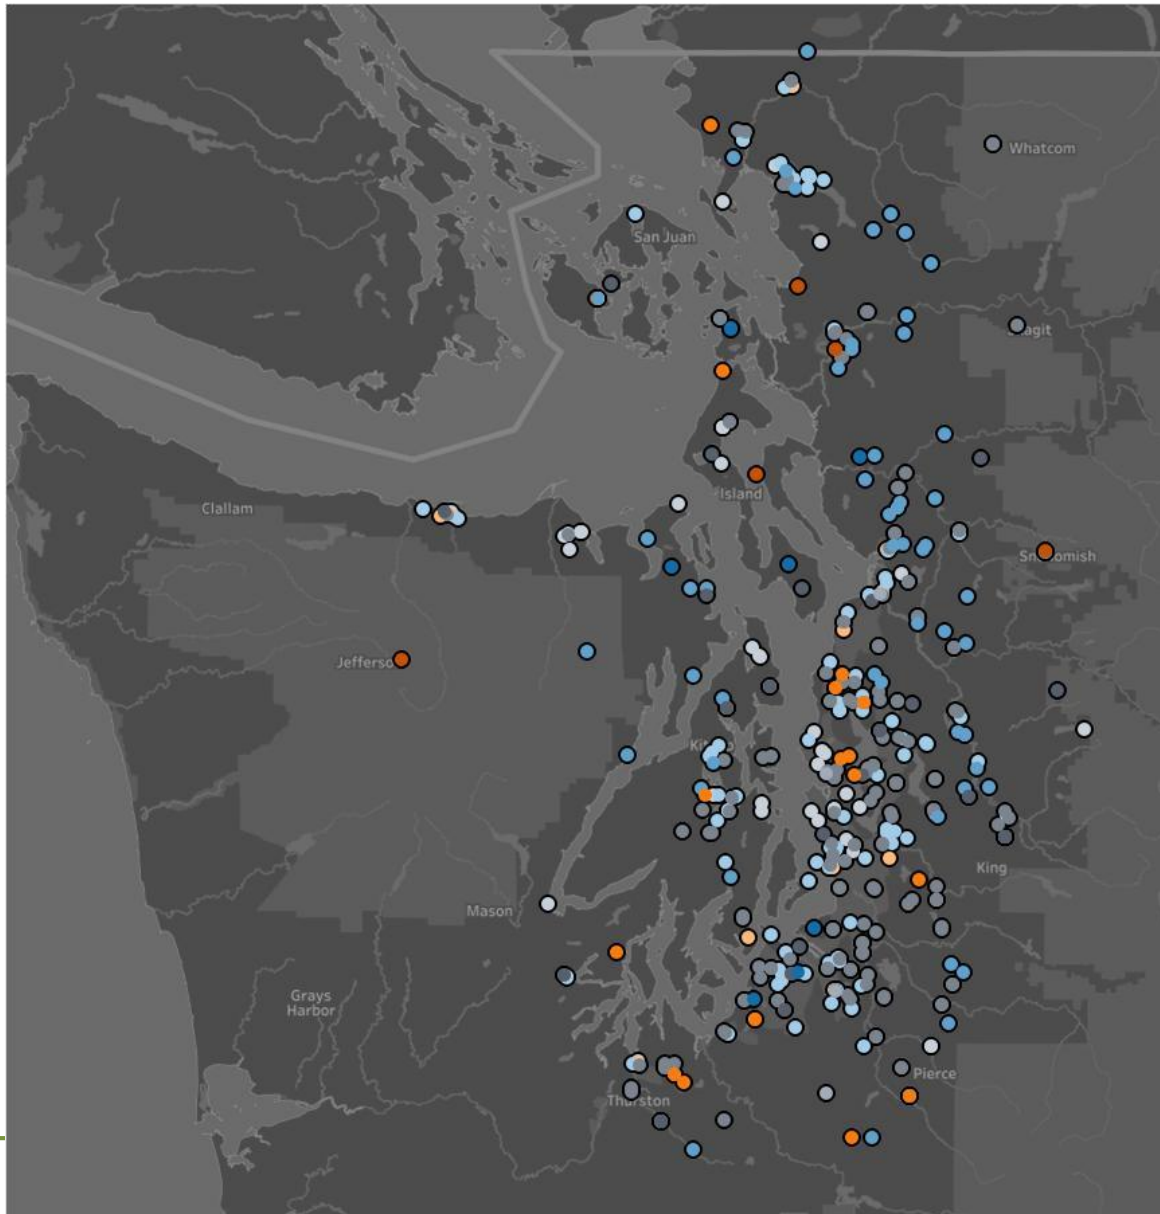 Whatcom
San Juan
Skagit
Island
Clallam
Snohomish
Jefferson
Kitsap
King
Mason
Grays
Harbor
Pierce
Thurston